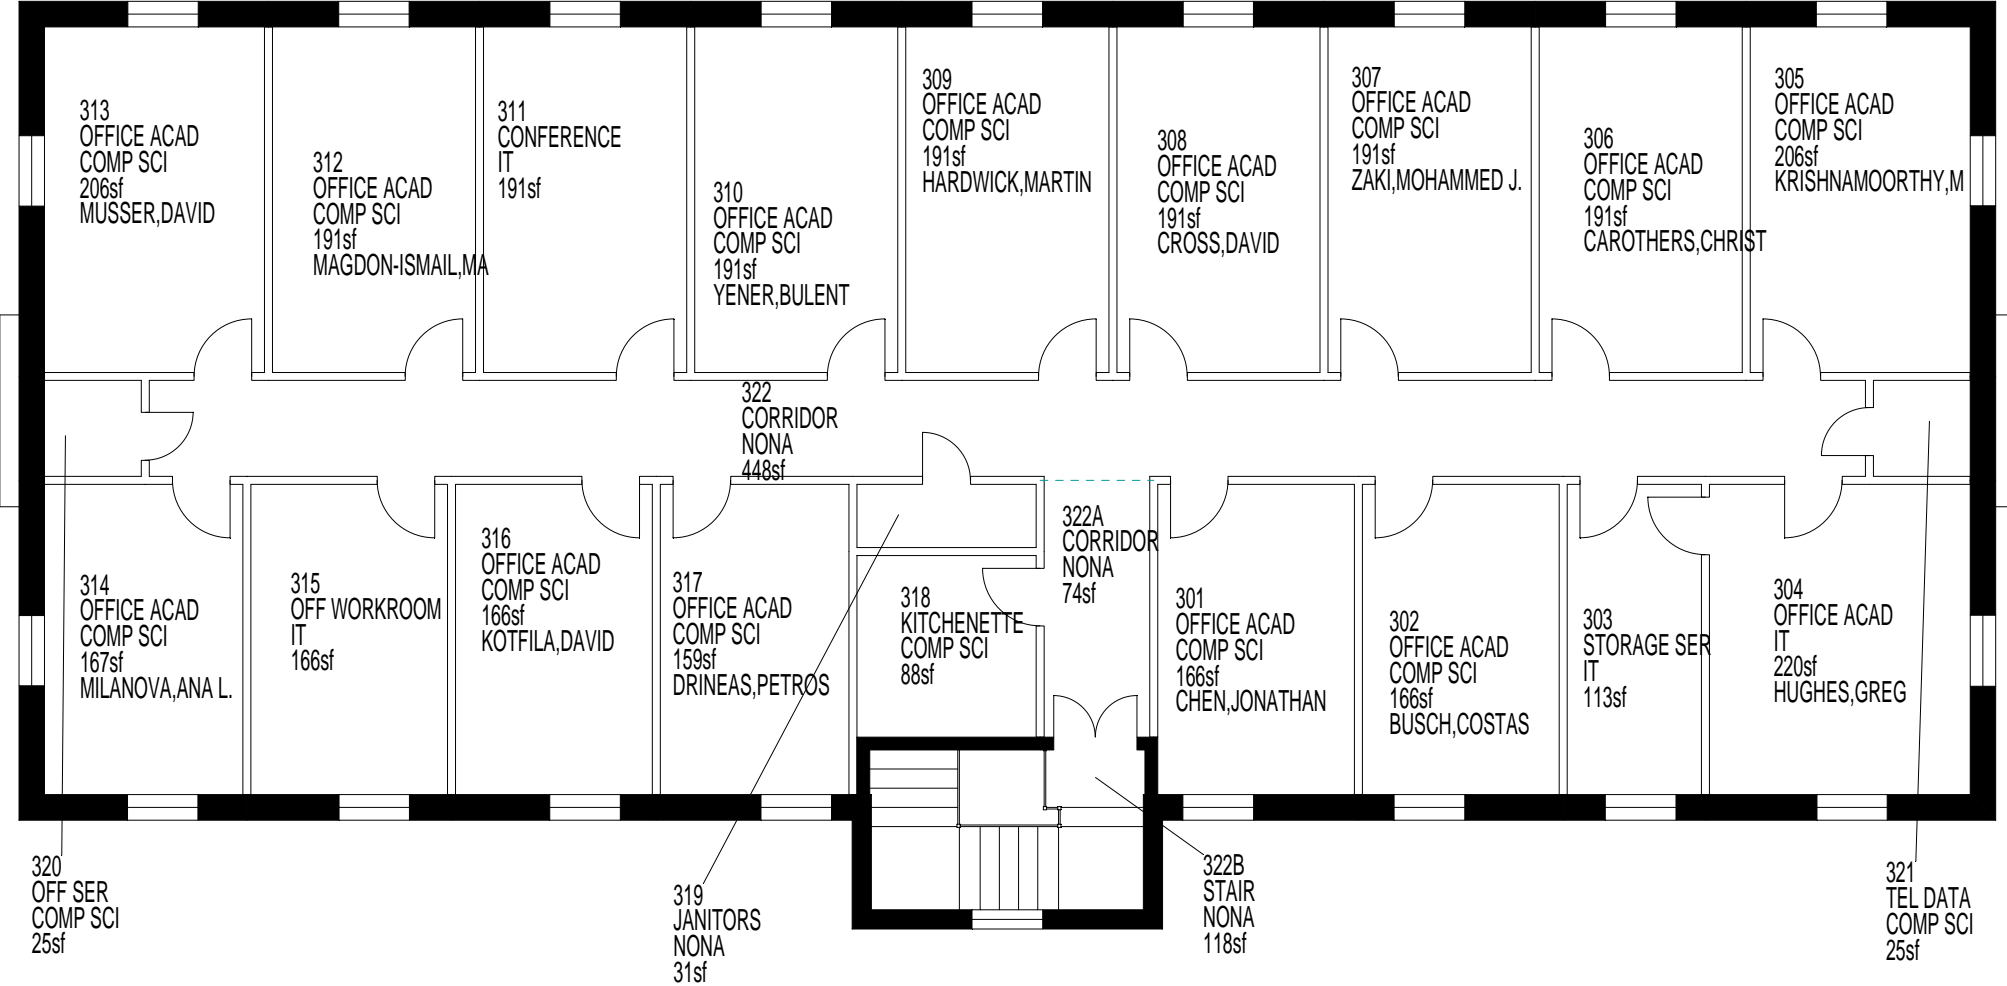 313
OFFICE ACAD
COMP SCI
206sf
MUSSER,DAVID
312
OFFICE ACAD
COMP SCI
191sf
MAGDON-ISMAIL,MA
311
CONFERENCE
IT
191sf
310
OFFICE ACAD
COMP SCI
191sf
YENER,BULENT
309
OFFICE ACAD
COMP SCI
191sf
HARDWICK,MARTIN
308
OFFICE ACAD
COMP SCI
191sf
CROSS,DAVID
307
OFFICE ACAD
COMP SCI
191sf
ZAKI,MOHAMMED J.
306
OFFICE ACAD
COMP SCI
191sf
CAROTHERS,CHRIST
305
OFFICE ACAD
COMP SCI
206sf
KRISHNAMOORTHY,M
322
CORRIDOR
NONA
448sf
314
OFFICE ACAD
COMP SCI
167sf
MILANOVA,ANA L.
315
OFF WORKROOM
IT
166sf
316
OFFICE ACAD
COMP SCI
166sf
KOTFILA,DAVID
317
OFFICE ACAD
COMP SCI
159sf
DRINEAS,PETROS
318
KITCHENETTE
COMP SCI
88sf
322A
CORRIDOR
NONA
74sf
301
OFFICE ACAD
COMP SCI
166sf
CHEN,JONATHAN
302
OFFICE ACAD
COMP SCI
166sf
BUSCH,COSTAS
303
STORAGE SER
IT
113sf
304
OFFICE ACAD
IT
220sf
HUGHES,GREG
320
OFF SER
COMP SCI
25sf
319
JANITORS
NONA
31sf
322B
STAIR
NONA
118sf
321
TEL DATA
COMP SCI
25sf